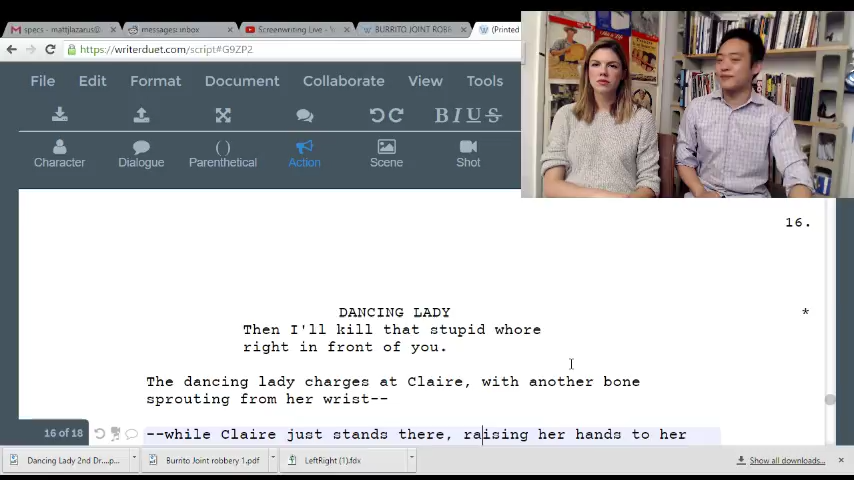 specs - mattjlazarus@
messages: inbox
Screenwriting Live - 
BURRITO JOINT ROBI
(Printed
https://writerduet.com/script#G9ZP2
File Edit Format Document Collaborate View Tools
B I U S
Character Dialogue Parenthetical Action Scene Shot
16.
DANCING LADY *
Then I'll kill that stupid whore
right in front of you.
The dancing lady charges at Claire, with another bone
sprouting from her wrist--
16 of 18
--while Claire just stands there, raising her hands to her
Dancing Lady 2nd Dr....p...
Burrito Joint robbery 1.pdf
LeftRight (1).fdx
Show all downloads...